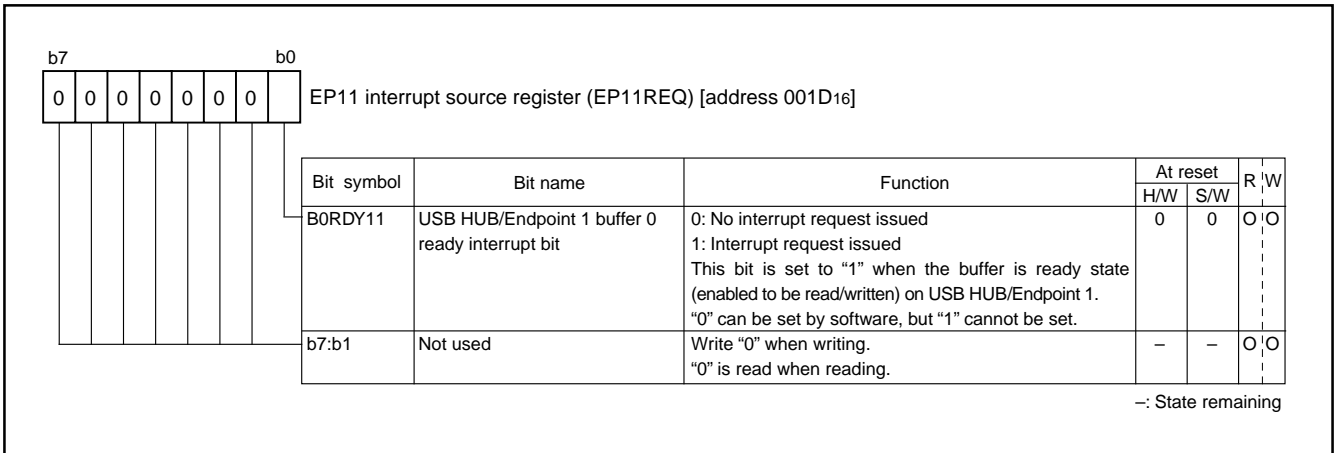 b7 b0
0 0 0 0 0 0 0 EP11 interrupt source register (EP11REQ) [address 001D16]
Bit symbol Bit name Function At reset R W
H/W S/W
B0RDY11 USB HUB/Endpoint 1 buffer 0 0: No interrupt request issued 0 0 O O
ready interrupt bit 1: Interrupt request issued
This bit is set to “1” when the buffer is ready state
(enabled to be read/written) on USB HUB/Endpoint 1.
“0” can be set by software, but “1” cannot be set.
b7:b1 Not used Write “0” when writing. – – O O
“0” is read when reading.
–: State remaining